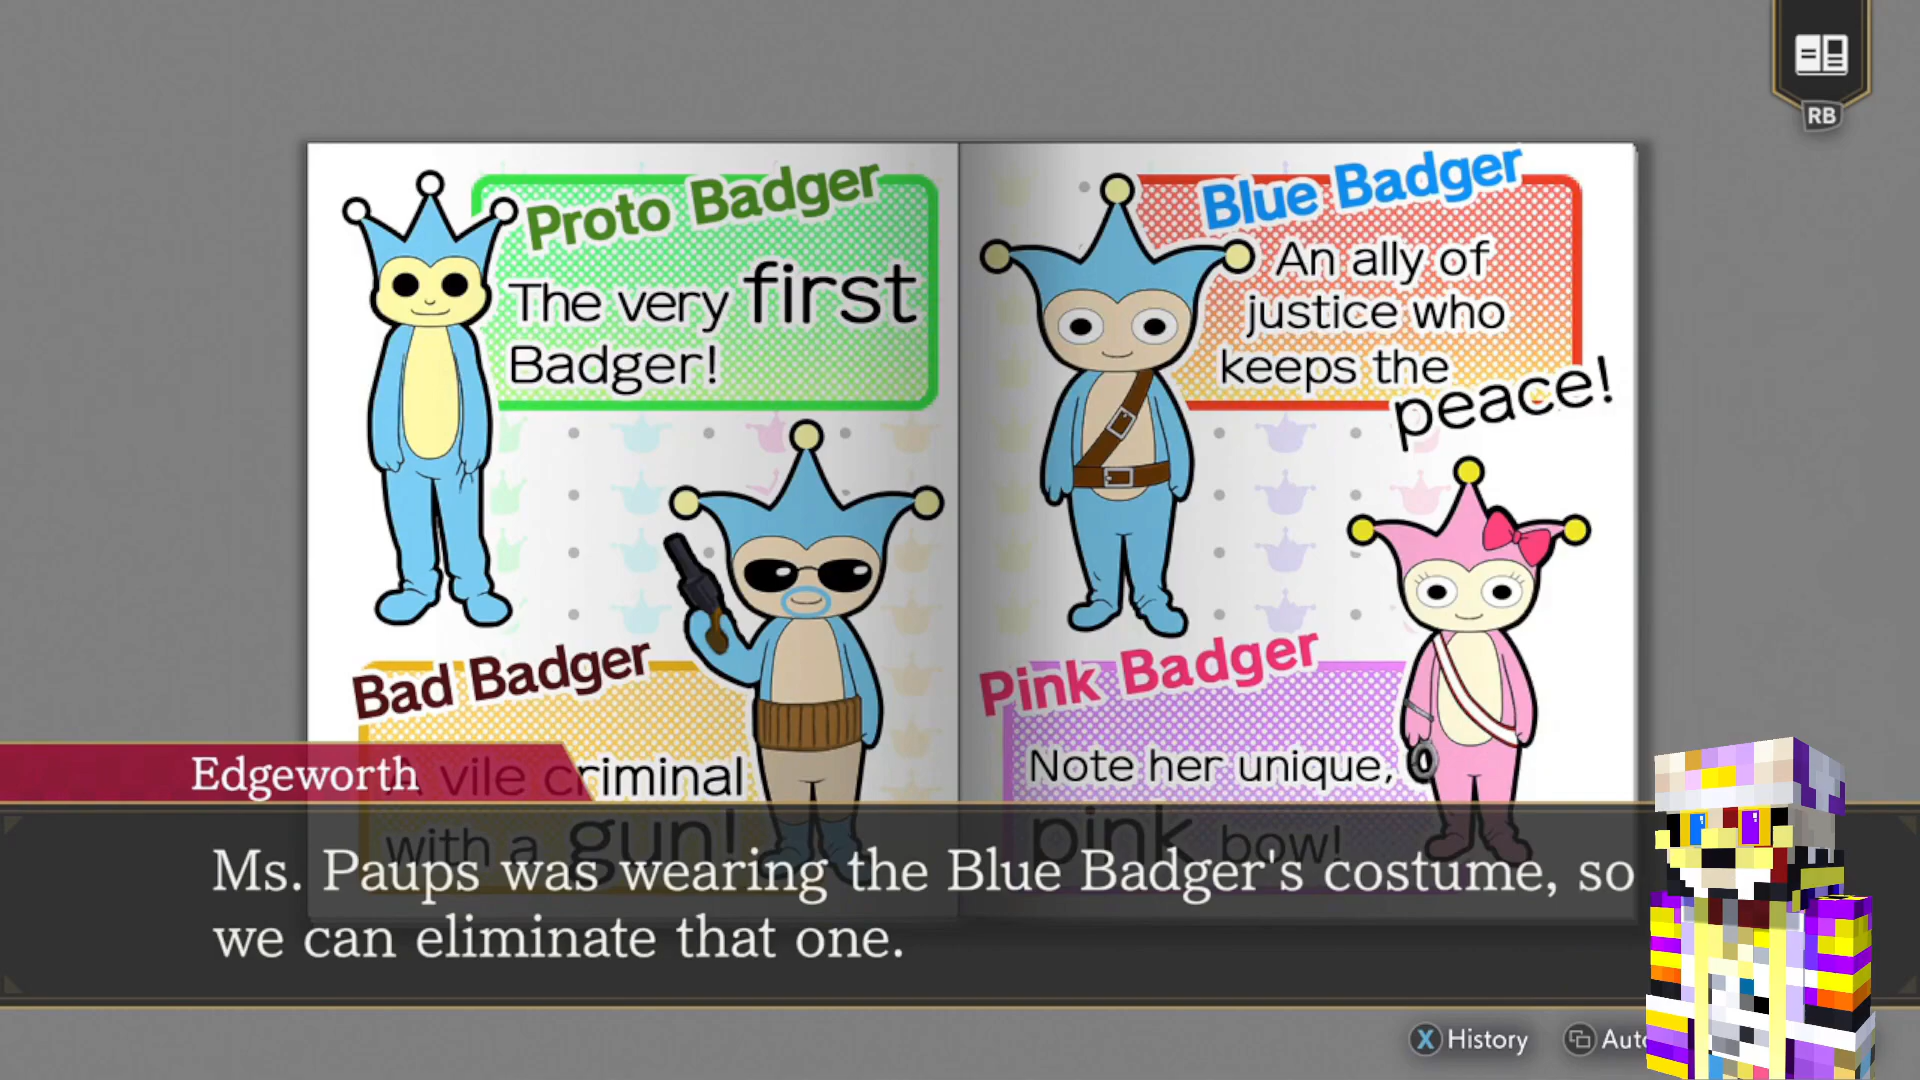 RB
Proto Badger
The very first
Badger!
Blue Badger
An ally of
justice who
keeps the
peace!
Bad Badger
A vile criminal
with a gun!
Pink Badger
Note her unique,
pink bow!
Edgeworth
Ms. Paups was wearing the Blue Badger's costume, so
we can eliminate that one.
X History
Auto